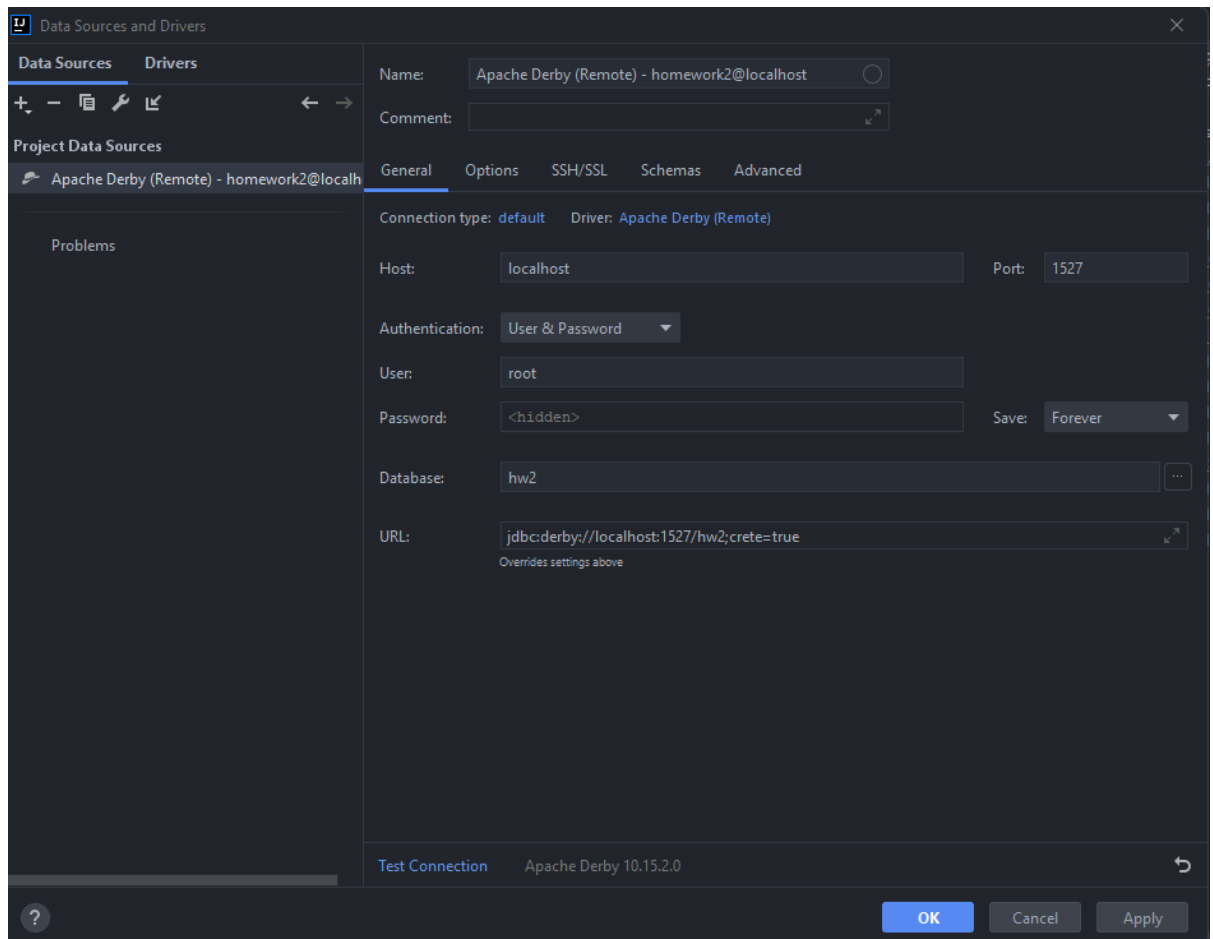 Data Sources and Drivers
Data Sources Drivers
Project Data Sources
Apache Derby (Remote) - homework2@localh
Problems
Name: Apache Derby (Remote) - homework2@localhost
Comment:
General Options SSH/SSL Schemas Advanced
Connection type: default Driver: Apache Derby (Remote)
Host: localhost Port: 1527
Authentication: User & Password
User: root
Password: <hidden> Save: Forever
Database: hw2
URL: jdbc:derby://localhost:1527/hw2;crete=true
Overrides settings above
Test Connection Apache Derby 10.15.2.0
? OK Cancel Apply